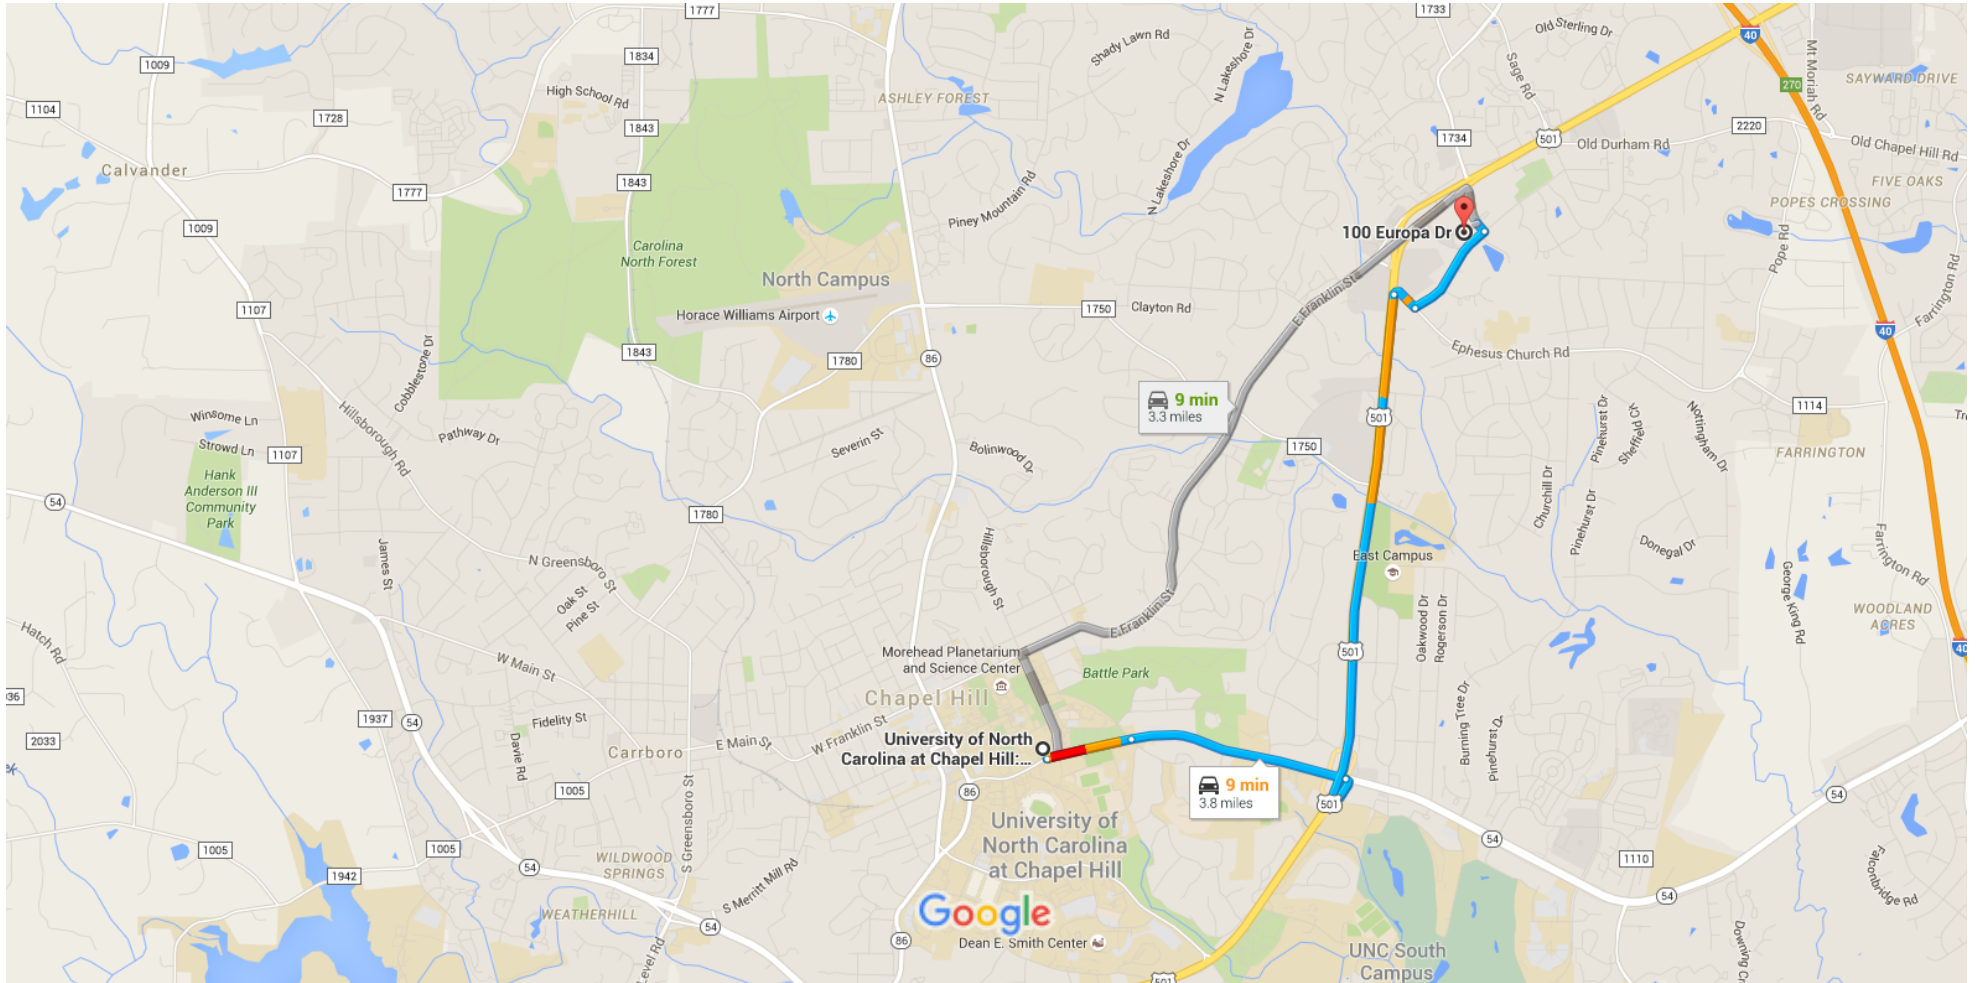 1777
1733
Old Sterling Dr
40
1834
Shady Lawn Rd
N Lakeshore Dr
Sage Rd
Mt Moriah Rd
1009
SAYWARD DRIVE
270
High School Rd
ASHLEY FOREST
1104
1728
1843
1734
501
Old Durham Rd
2220
Old Chapel Hill Rd
Calvander
1777
1843
Piney Mountain Rd
N Lakeshore Dr
FIVE OAKS
POPES CROSSING
1009
Carolina
North Forest
100 Europa Dr
Pope Rd
North Campus
Farrington Rd
1107
Horace Williams Airport
1750
Clayton Rd
E Franklin St
40
1843
1780
86
Ephesus Church Rd
Cobblestone Dr
9 min
3.3 miles
Winsome Ln
Hillsborough Rd
501
Pinehurst Dr
Sheffield Cir
Nottingham Dr
1114
Strowd Ln
1107
Pathway Dr
Severin St
Bolinwood Dr
1750
FARRINGTON
Hank
Anderson III
Community
Park
54
1780
Churchill Dr
Pinehurst Dr
Donegal Dr
Farrington Rd
James St
N Greensboro St
Hillsborough St
East Campus
George King Rd
Oak St
Pine St
E Franklin St
Oakwood Dr
Rogerson Dr
WOODLAND
ACRES
Hatch Rd
W Main St
Morehead Planetarium
and Science Center
501
40
Battle Park
36
Chapel Hill
1937
54
Fidelity St
W Franklin St
Burning Tree Dr
Pinehurst Dr
2033
Davie Rd
Carrboro
E Main St
University of North
Carolina at Chapel Hill:...
9 min
3.8 miles
1005
86
501
54
S Greensboro St
University of
North Carolina
at Chapel Hill
54
1005
1005
54
WILDWOOD
SPRINGS
1110
1942
S Merritt Mill Rd
54
Falconbridge Rd
WEATHERHILL
54
Google
86
Dean E. Smith Center
UNC South
Campus
Level Rd
501